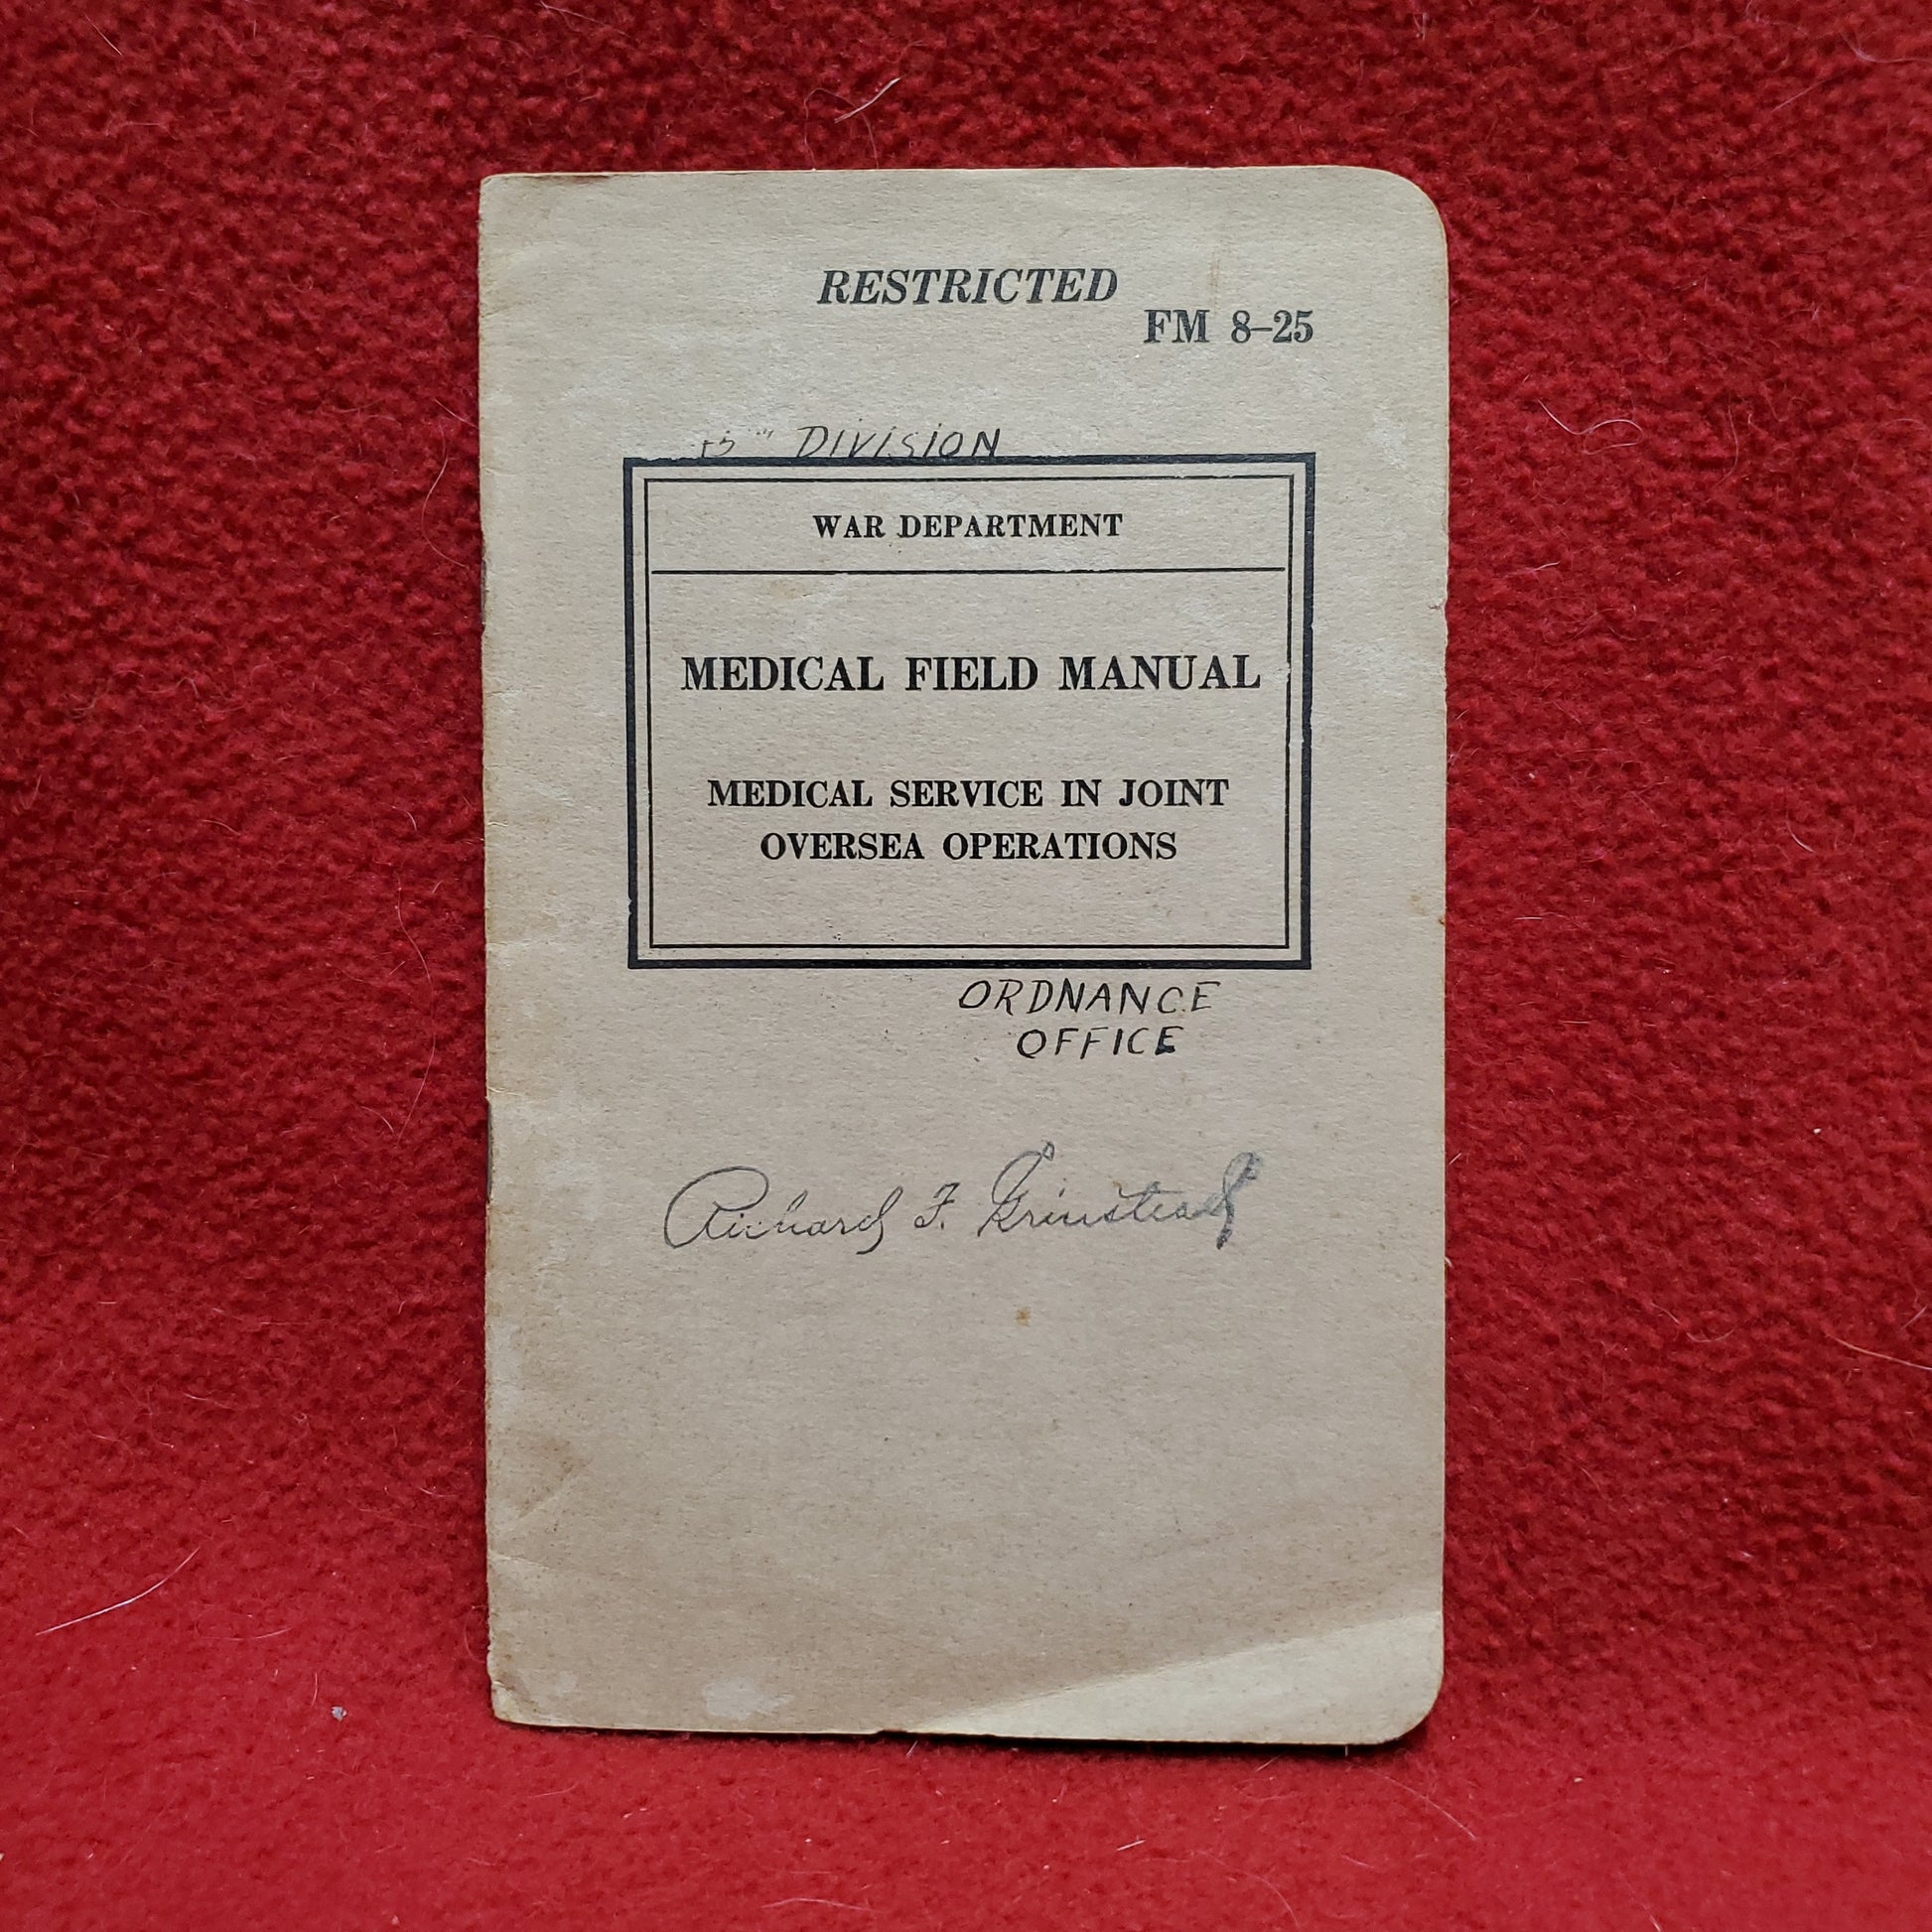 RESTRICTED
FM 8–25
DIVISION
WAR DEPARTMENT
MEDICAL FIELD MANUAL
MEDICAL SERVICE IN JOINT
OVERSEA OPERATIONS
ORDNANCE
OFFICE
Richard F. Grinstead